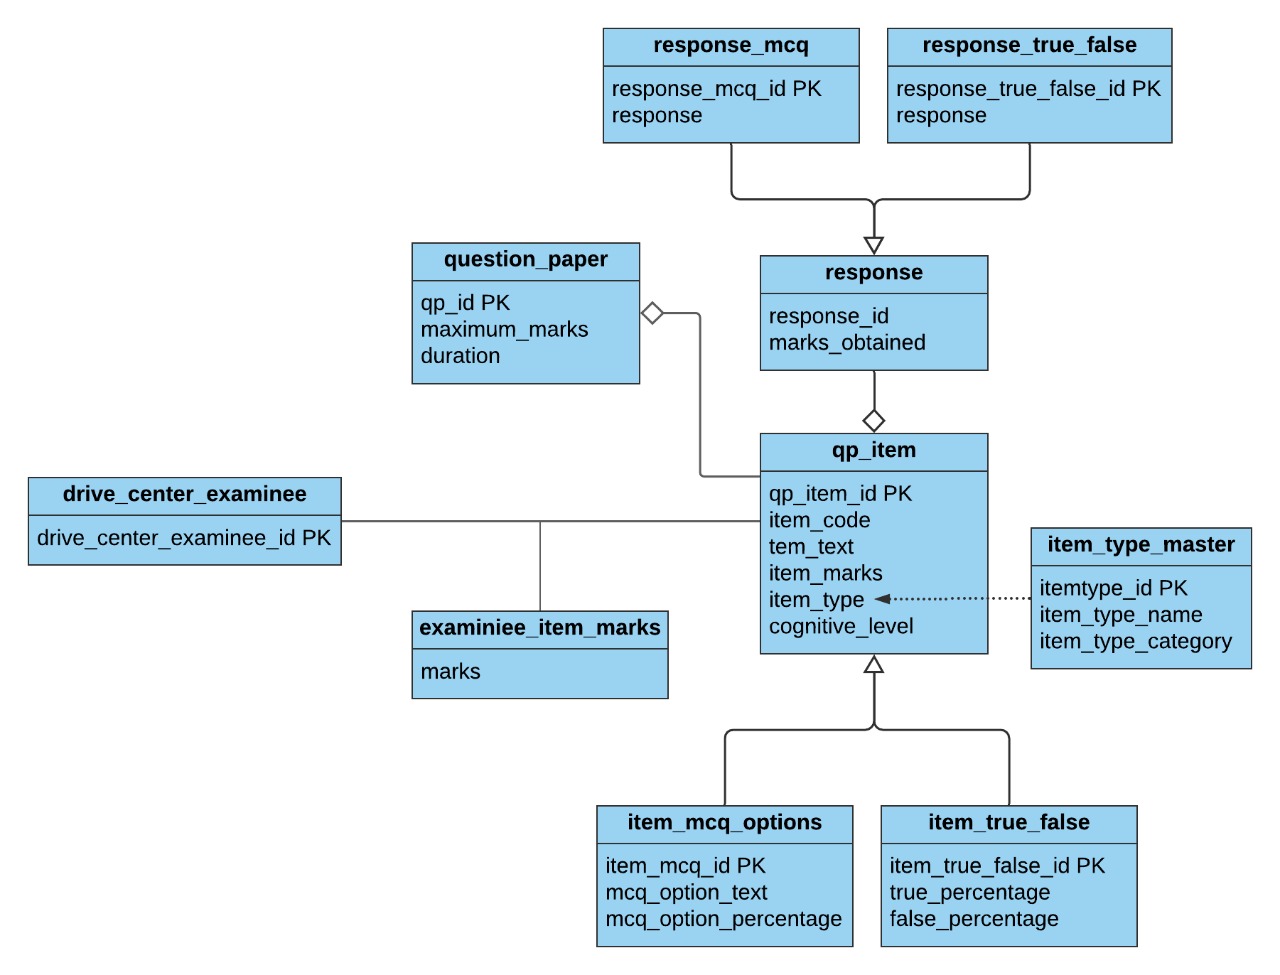 response_mcq
response_mcq_id PK
response
response_true_false
response_true_false_id PK
response
question_paper
qp_id PK
maximum_marks
duration
response
response_id
marks_obtained
qp_item
qp_item_id PK
item_code
tem_text
item_marks
item_type
cognitive_level
drive_center_examinee
drive_center_examinee_id PK
item_type_master
itemtype_id PK
item_type_name
item_type_category
examiniee_item_marks
marks
item_mcq_options
item_mcq_id PK
mcq_option_text
mcq_option_percentage
item_true_false
item_true_false_id PK
true_percentage
false_percentage